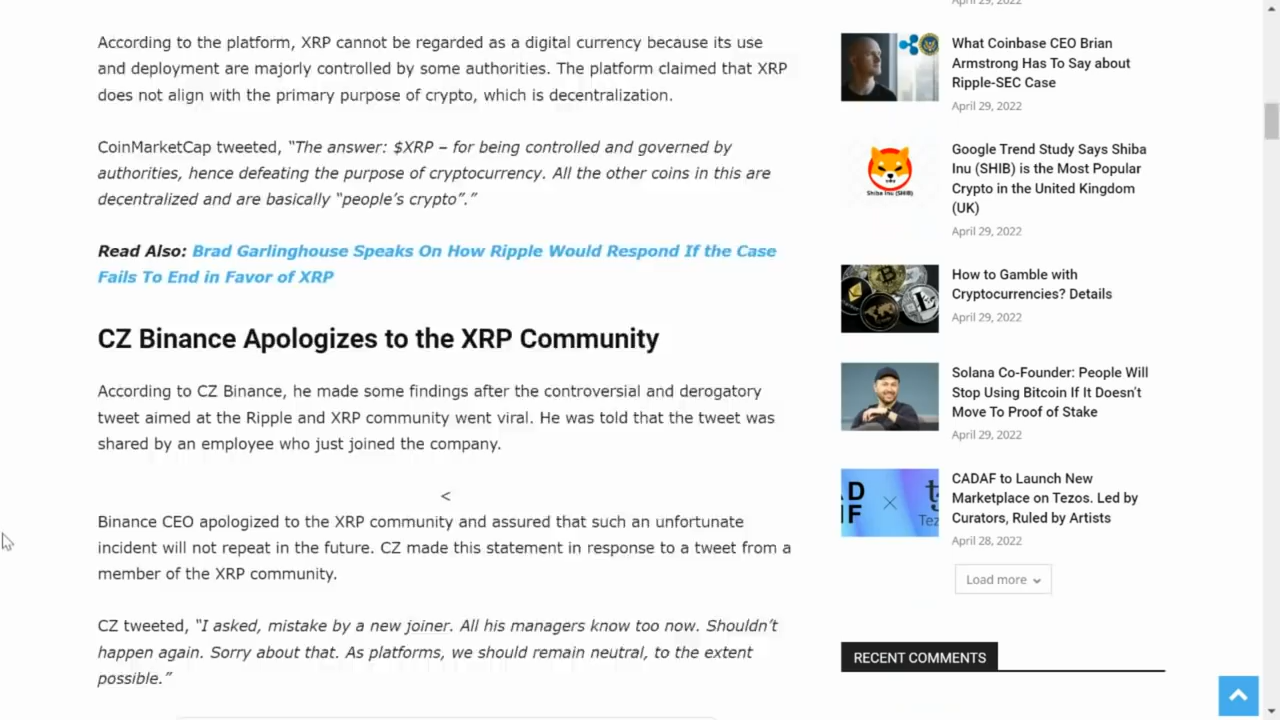 According to the platform, XRP cannot be regarded as a digital currency because its use
and deployment are majorly controlled by some authorities. The platform claimed that XRP
does not align with the primary purpose of crypto, which is decentralization.
CoinMarketCap tweeted, “The answer: $XRP – for being controlled and governed by
authorities, hence defeating the purpose of cryptocurrency. All the other coins in this are
decentralized and are basically “people’s crypto”.”
Read Also: Brad Garlinghouse Speaks On How Ripple Would Respond If the Case
Fails To End in Favor of XRP
CZ Binance Apologizes to the XRP Community
According to CZ Binance, he made some findings after the controversial and derogatory
tweet aimed at the Ripple and XRP community went viral. He was told that the tweet was
shared by an employee who just joined the company.
<
Binance CEO apologized to the XRP community and assured that such an unfortunate
incident will not repeat in the future. CZ made this statement in response to a tweet from a
member of the XRP community.
CZ tweeted, “I asked, mistake by a new joiner. All his managers know too now. Shouldn’t
happen again. Sorry about that. As platforms, we should remain neutral, to the extent
possible.”
April 29, 2022
What Coinbase CEO Brian
Armstrong Has To Say about
Ripple-SEC Case
April 29, 2022
Shiba Inu (SHIB)
Google Trend Study Says Shiba
Inu (SHIB) is the Most Popular
Crypto in the United Kingdom
(UK)
April 29, 2022
How to Gamble with
Cryptocurrencies? Details
April 29, 2022
Solana Co-Founder: People Will
Stop Using Bitcoin If It Doesn’t
Move To Proof of Stake
April 29, 2022
CADAF to Launch New
Marketplace on Tezos. Led by
Curators, Ruled by Artists
April 28, 2022
Load more
RECENT COMMENTS